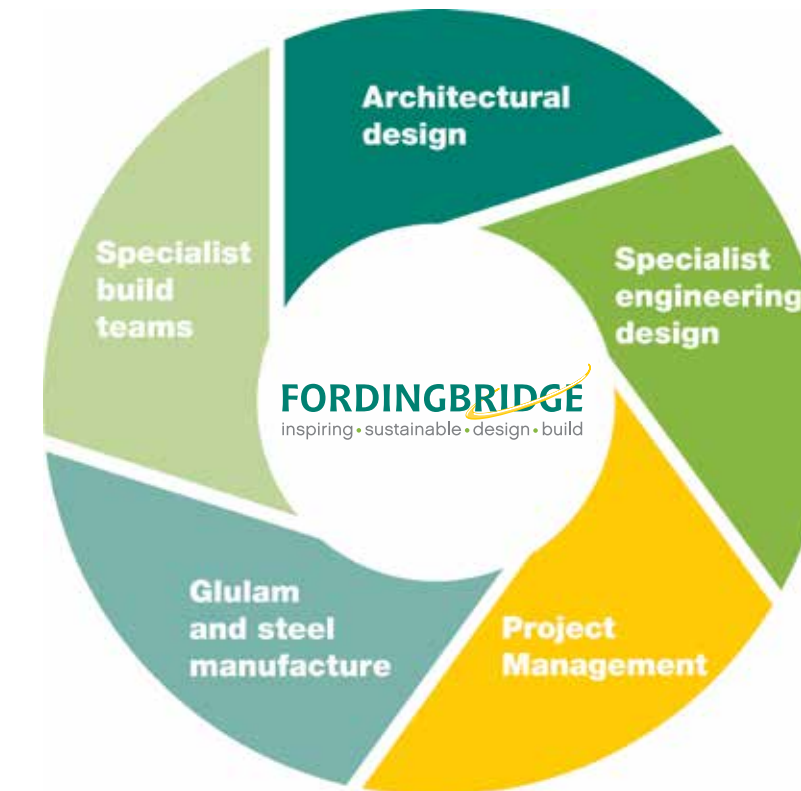 Architectural
design
Specialist
engineering
design
Project
Management
Glulam
and steel
manufacture
Specialist
build
teams
FORDINGBRIDGE
inspiring•sustainable•design•build